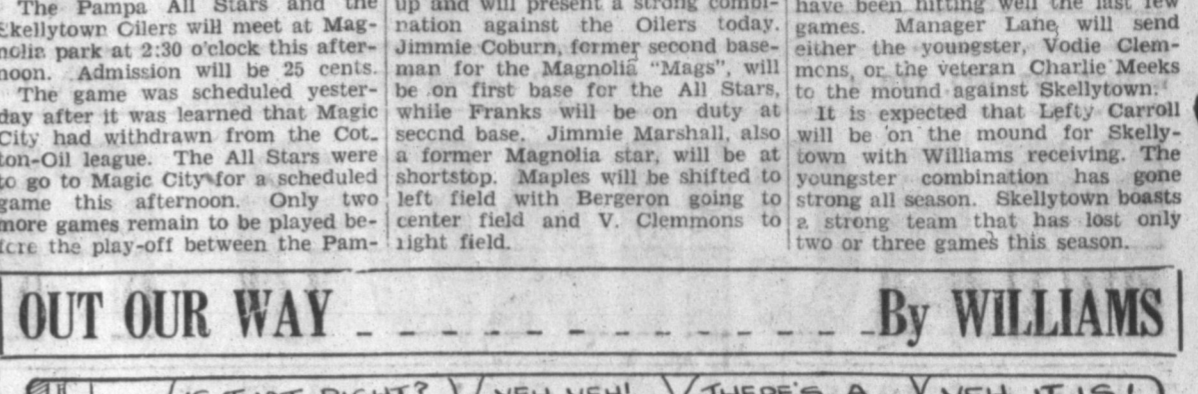 The Pampa All Stars and the
Skellytown Oilers will meet at Mag-
nolia park at 2:30 o'clock this after-
noon. Admission will be 25 cents.
The game was scheduled yester-
day after it was learned that Magic
City had withdrawn from the Cot-
ton-Oil league. The All Stars were
to go to Magic City for a scheduled
game this afternoon. Only two
more games remain to be played be-
fcre the play-off between the Pam-
up and will present a strong combi-
nation against the Oilers today.
Jimmie Coburn, former second base-
man for the Magnolia "Mags", will
be on first base for the All Stars,
while Franks will be on duty at
seccnd base. Jimmie Marshall, also
a former Magnolia star, will be at
shortstop. Maples will be shifted to
left field with Bergeron going to
center field and V. Clemmons to
right field.
have been hitting well the last few
games. Manager Lane will send
either the youngster, Vodie Clem-
mcns, or the veteran Charlie Meeks
to the mound against Skellytown.
It is expected that Lefty Carroll
will be on the mound for Skelly-
town with Williams receiving. The
youngster combination has gone
strong all season. Skellytown boasts
a strong team that has lost only
two or three games this season.
OUT OUR WAY - - - - - - - - - - - - - By WILLIAMS
RIGHT? THERE'S A YEH, IT IS!